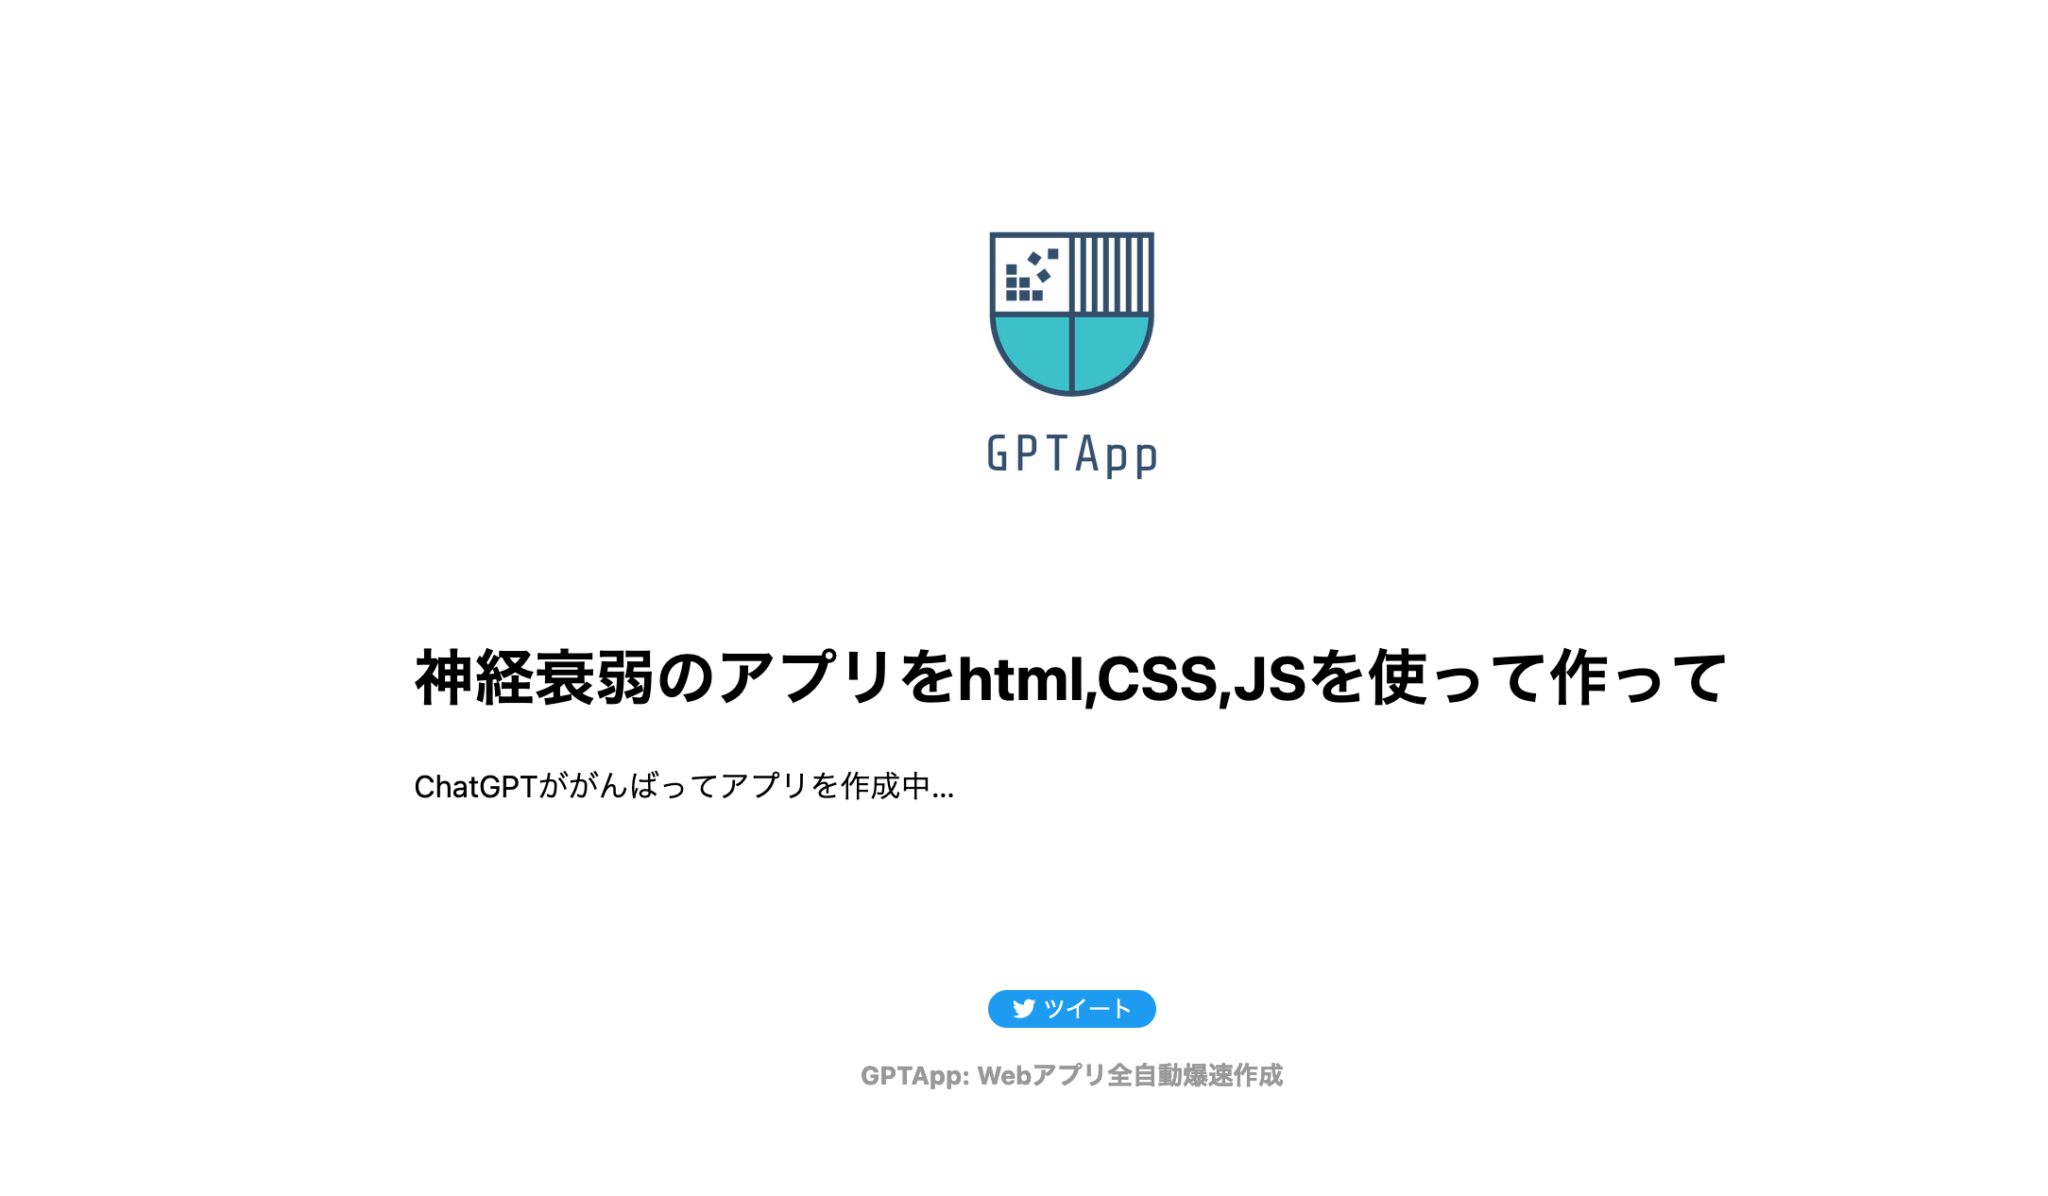 GPTApp
神経衰弱のアプリをhtml,CSS,JSを使って作って
ChatGPTががんばってアプリを作成中...
ツイート
GPTApp: Webアプリ全自動爆速作成